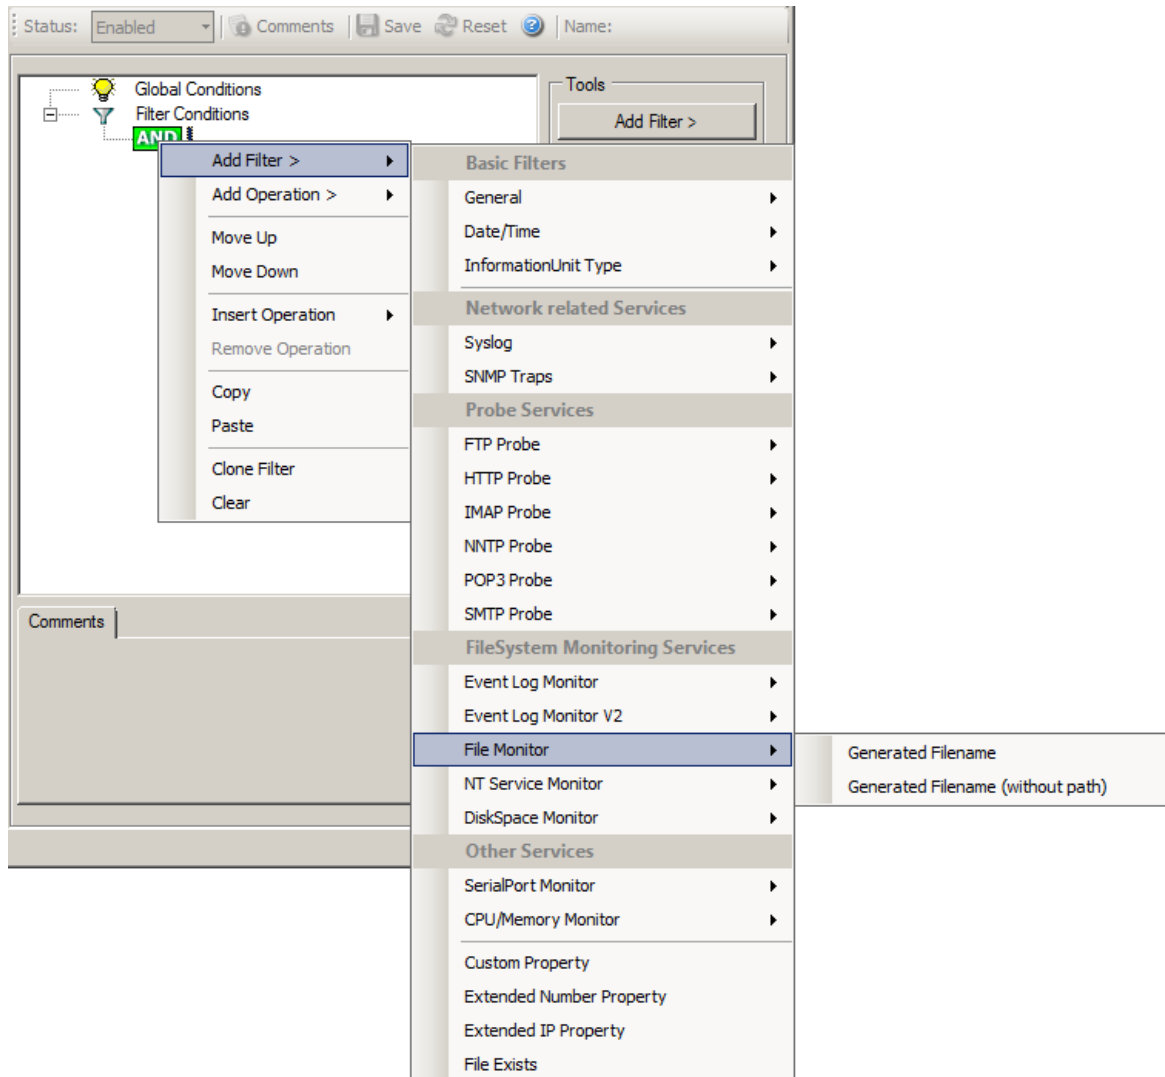 Status: Enabled Comments Save Reset Name:
Global Conditions
Filter Conditions
AND
Tools
Add Filter >
Add Filter >
Add Operation >
Move Up
Move Down
Insert Operation
Remove Operation
Copy
Paste
Clone Filter
Clear
Comments
Basic Filters
General
Date/Time
InformationUnit Type
Network related Services
Syslog
SNMP Traps
Probe Services
FTP Probe
HTTP Probe
IMAP Probe
NNTP Probe
POP3 Probe
SMTP Probe
FileSystem Monitoring Services
Event Log Monitor
Event Log Monitor V2
File Monitor
NT Service Monitor
DiskSpace Monitor
Other Services
SerialPort Monitor
CPU/Memory Monitor
Custom Property
Extended Number Property
Extended IP Property
File Exists
Generated Filename
Generated Filename (without path)